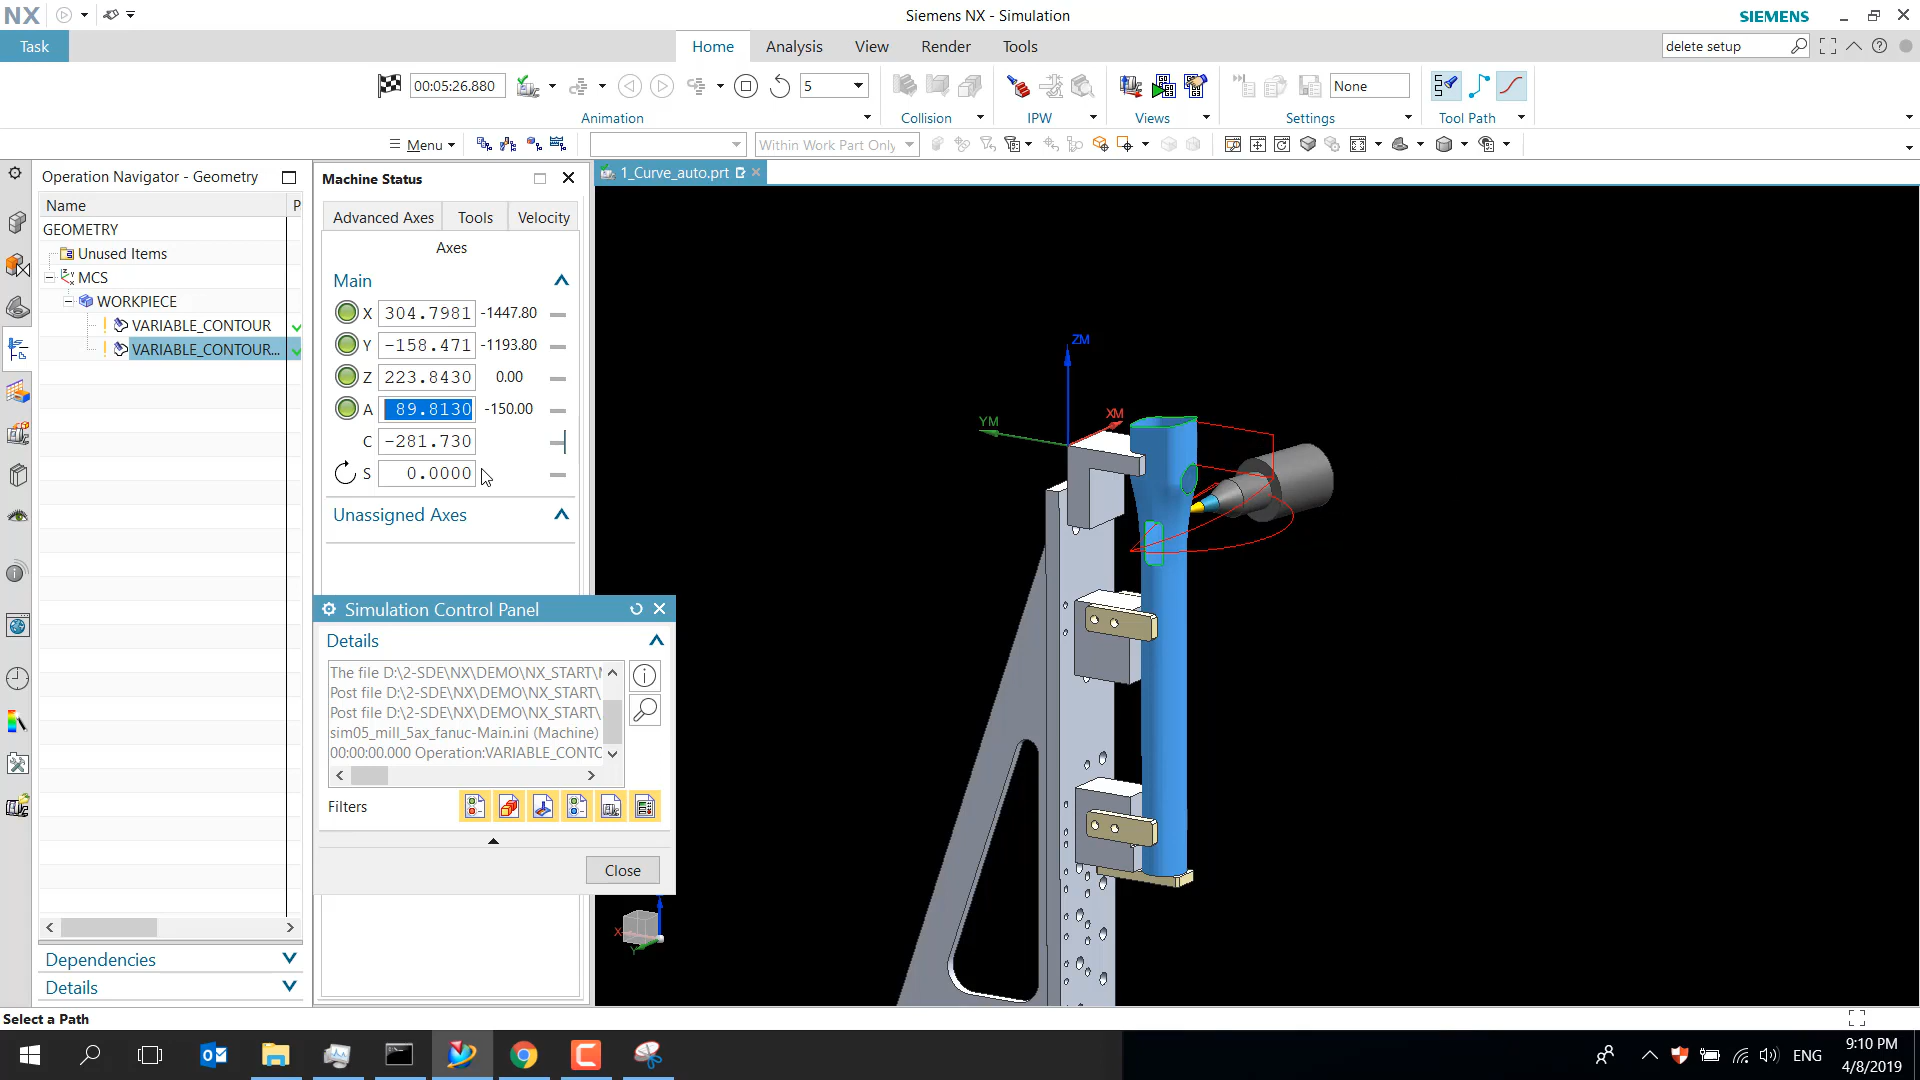 NX
Siemens NX - Simulation
SIEMENS
Task
Home
Analysis
View
Render
Tools
delete setup
00:05:26.880
5
None
Animation
Collision
IPW
Views
Settings
Tool Path
Menu
Within Work Part Only
Operation Navigator - Geometry
Name
P
GEOMETRY
Unused Items
MCS
WORKPIECE
VARIABLE_CONTOUR
VARIABLE_CONTOUR...
Dependencies
Details
Machine Status
Advanced Axes
Tools
Velocity
Axes
Main
X 304.7981 -1447.80
Y -158.471 -1193.80
Z 223.8430 0.00
A 89.8130 -150.00
C -281.730
S 0.0000
Unassigned Axes
Simulation Control Panel
Details
The file D:\2-SDE\NX\DEMO\NX_START\
Post file D:\2-SDE\NX\DEMO\NX_START\
Post file D:\2-SDE\NX\DEMO\NX_START\
sim05_mill_5ax_fanuc-Main.ini (Machine)
00:00:00.000 Operation:VARIABLE_CONTC
Filters
Close
1_Curve_auto.prt
ZM
YM
XM
X
Y
Select a Path
ENG
9:10 PM
4/8/2019